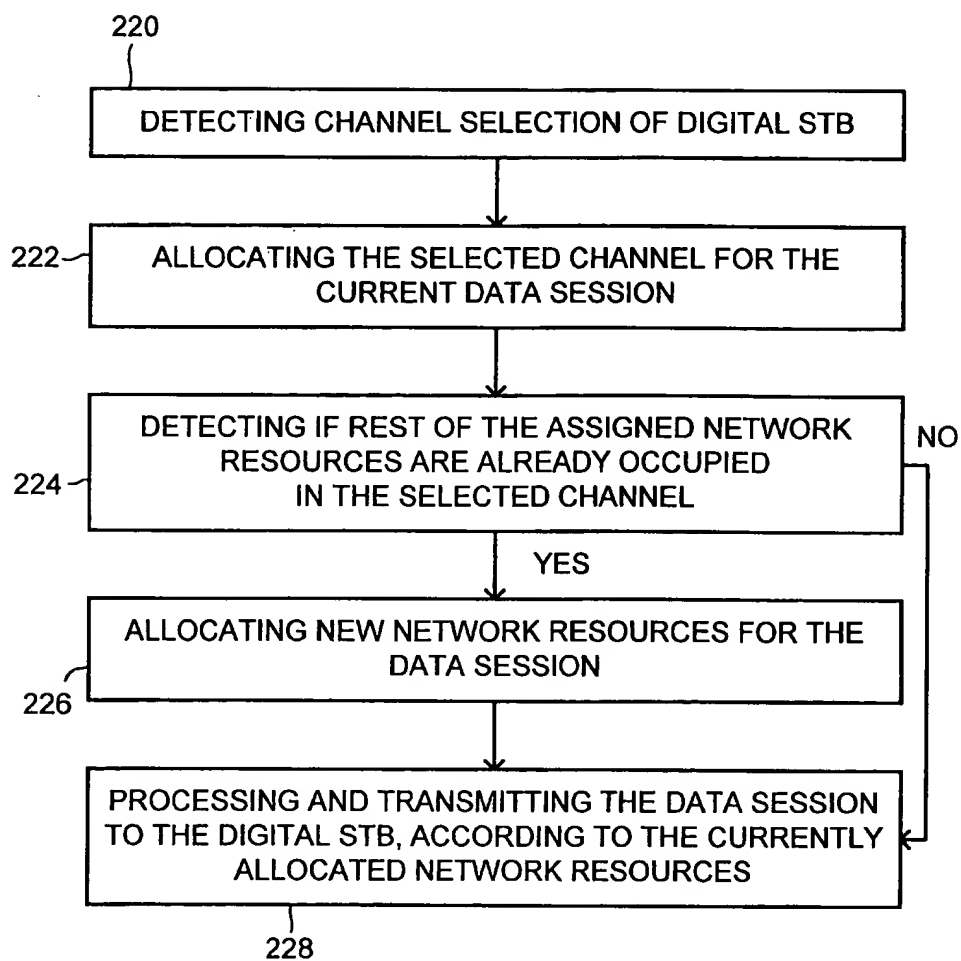 220
DETECTING CHANNEL SELECTION OF DIGITAL STB
222
ALLOCATING THE SELECTED CHANNEL FOR THE
CURRENT DATA SESSION
DETECTING IF REST OF THE ASSIGNED NETWORK
RESOURCES ARE ALREADY OCCUPIED
IN THE SELECTED CHANNEL
NO
224
YES
ALLOCATING NEW NETWORK RESOURCES FOR THE
DATA SESSION
226
PROCESSING AND TRANSMITTING THE DATA SESSION
TO THE DIGITAL STB, ACCORDING TO THE CURRENTLY
ALLOCATED NETWORK RESOURCES
228